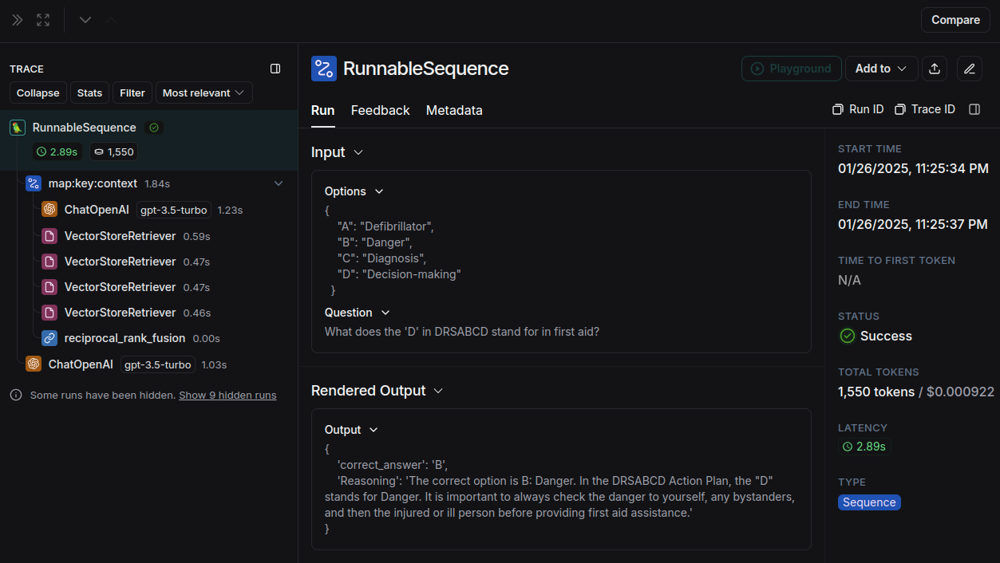 Compare
TRACE
Collapse Stats Filter Most relevant
RunnableSequence
2.89s 1,550
map:key:context 1.84s
ChatOpenAI gpt-3.5-turbo 1.23s
VectorStoreRetriever 0.59s
VectorStoreRetriever 0.47s
VectorStoreRetriever 0.47s
VectorStoreRetriever 0.46s
reciprocal_rank_fusion 0.00s
ChatOpenAI gpt-3.5-turbo 1.03s
Some runs have been hidden. Show 9 hidden runs
RunnableSequence
Playground Add to
Run Feedback Metadata
Run ID Trace ID
Input
Options
{
"A": "Defibrillator",
"B": "Danger",
"C": "Diagnosis",
"D": "Decision-making"
}
Question
What does the 'D' in DRSABCD stand for in first aid?
Rendered Output
Output
{
'correct_answer': 'B',
'Reasoning': 'The correct option is B: Danger. In the DRSABCD Action Plan, the "D"
stands for Danger. It is important to always check the danger to yourself, any bystanders,
and then the injured or ill person before providing first aid assistance.'
}
START TIME
01/26/2025, 11:25:34 PM
END TIME
01/26/2025, 11:25:37 PM
TIME TO FIRST TOKEN
N/A
STATUS
Success
TOTAL TOKENS
1,550 tokens / $0.000922
LATENCY
2.89s
TYPE
Sequence